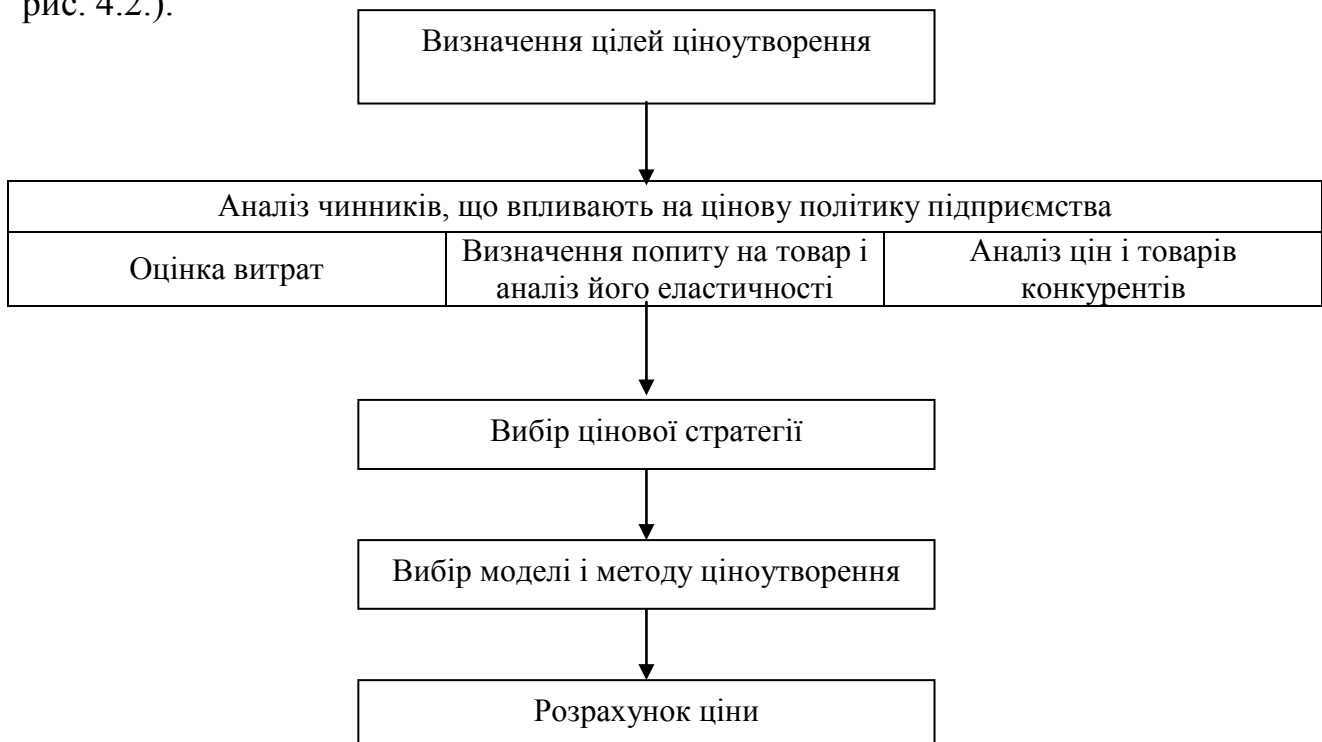 рис. 4.2.).
Визначення цілей ціноутворення
Аналіз чинників, що впливають на цінову політику підприємства
Оцінка витрат
Визначення попиту на товар і
аналіз його еластичності
Аналіз цін і товарів
конкурентів
Вибір цінової стратегії
Вибір моделі і методу ціноутворення
Розрахунок ціни